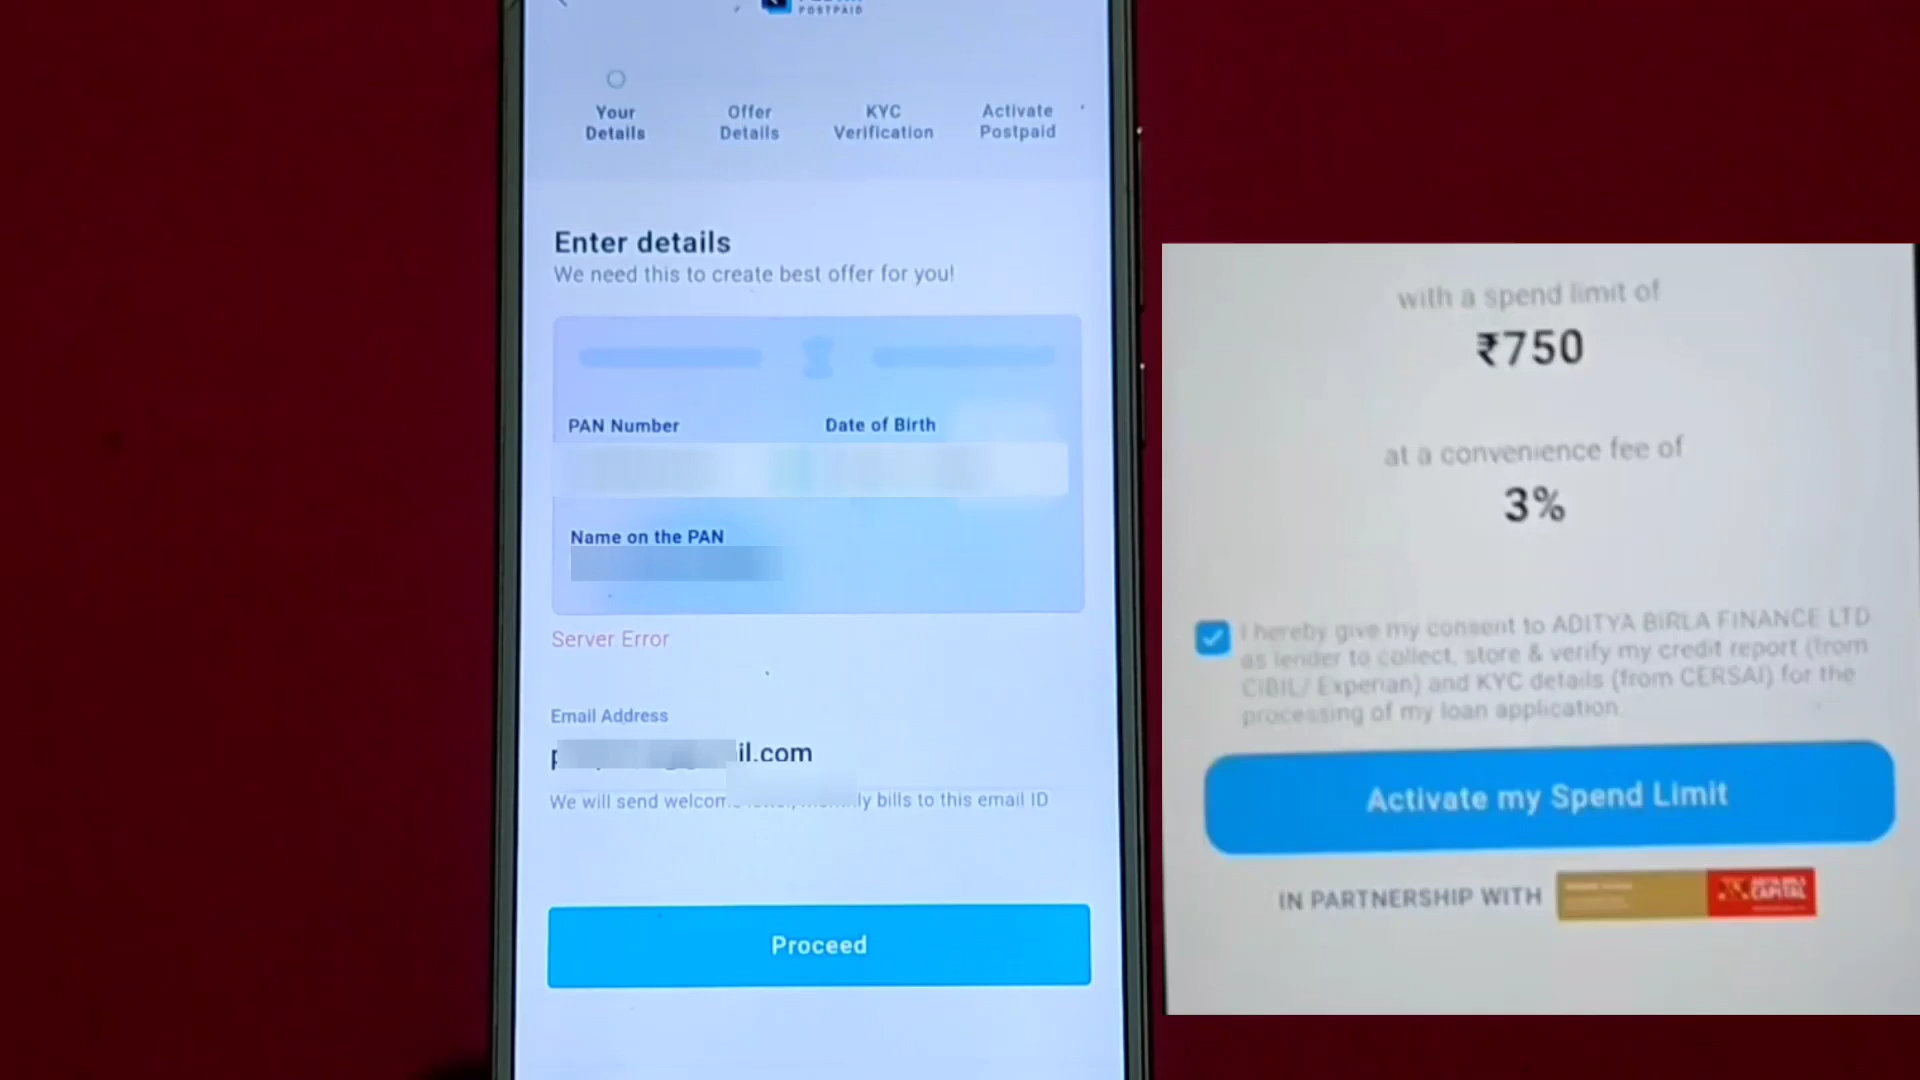 POSTPAID
Your
Details
Offer
Details
KYC
Verification
Activate
Postpaid
Enter details
We need this to create best offer for you!
PAN Number
Date of Birth
Name on the PAN
Server Error
Email Address
il.com
We will send welcom bills to this email ID
Proceed
with a spend limit of
₹750
at a convenience fee of
3%
I hereby give my consent to ADITYA BIRLA FINANCE LTD
as lender to collect, store & verify my credit report (from
CIBIL/ Experian) and KYC details (from CERSAI) for the
processing of my loan application
Activate my Spend Limit
IN PARTNERSHIP WITH
CAPITAL